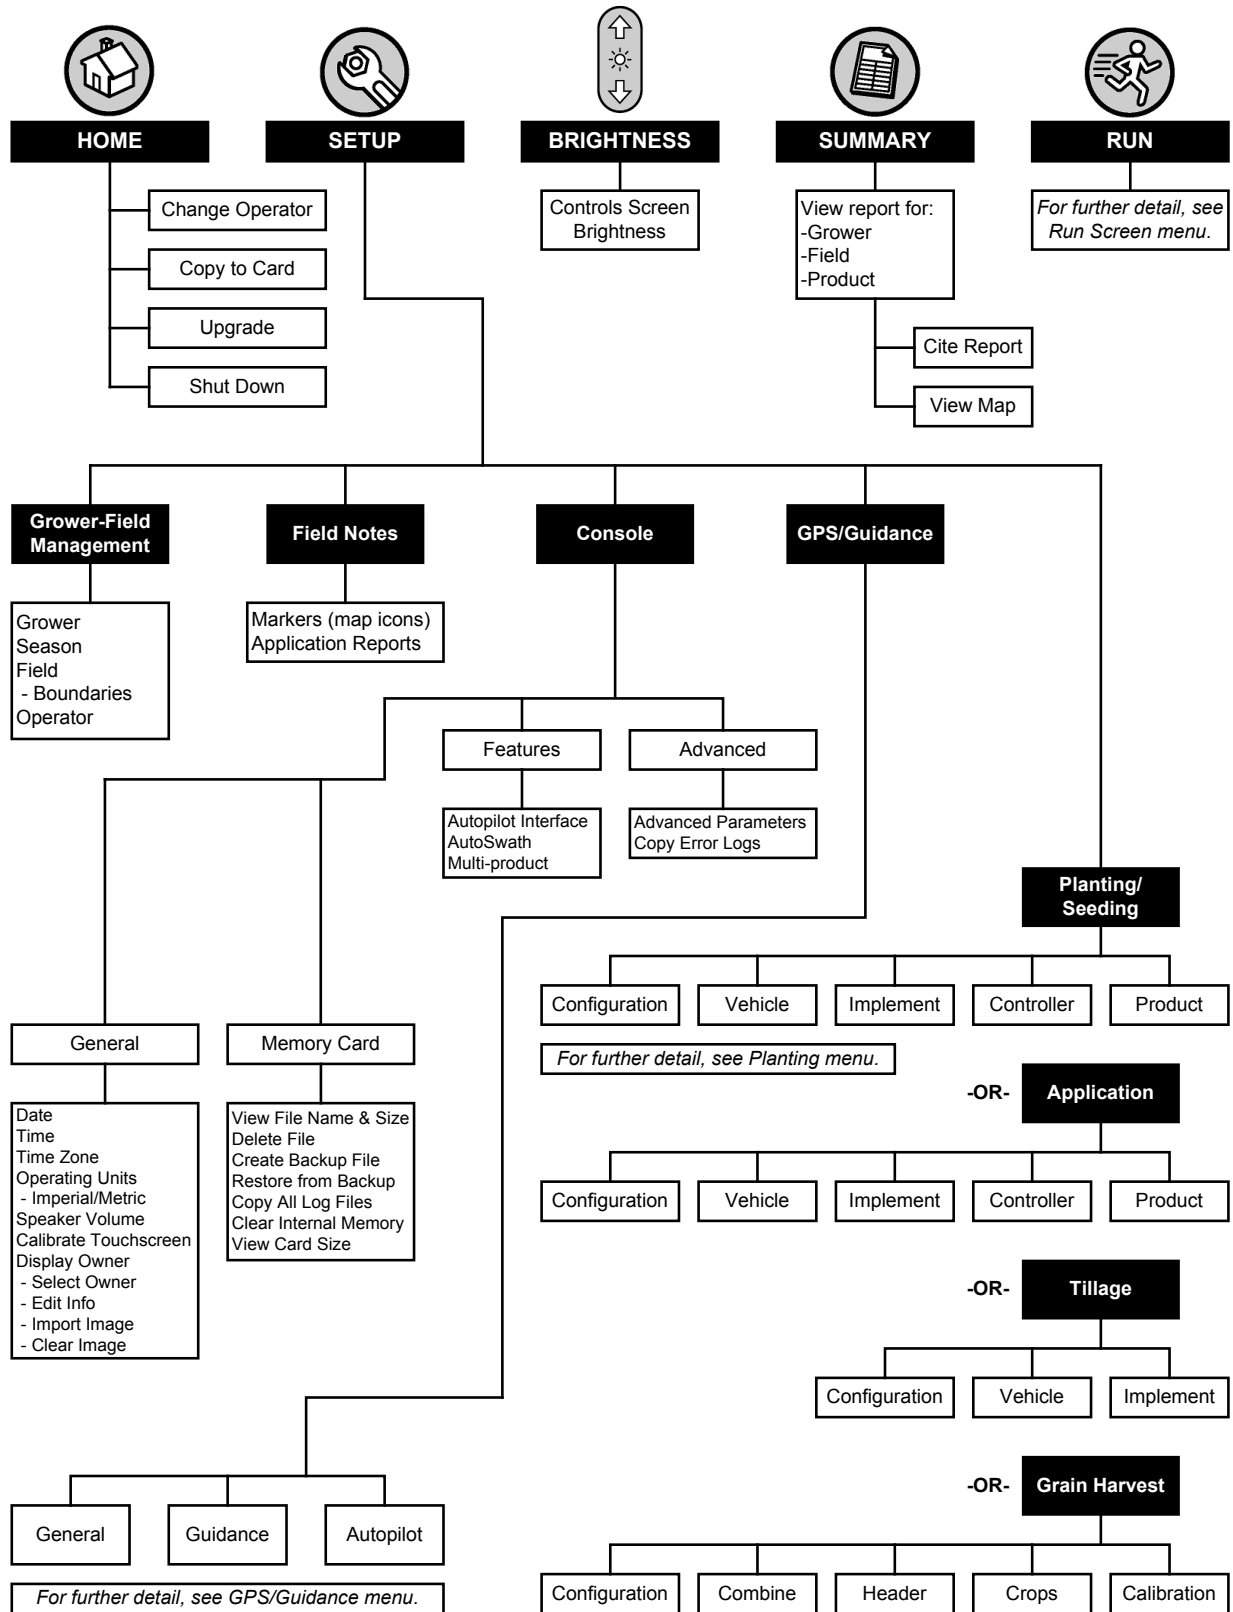 HOME
SETUP
BRIGHTNESS
SUMMARY
RUN
Change Operator
Copy to Card
Upgrade
Shut Down
Controls Screen
Brightness
View report for:
-Grower
-Field
-Product
Cite Report
View Map
For further detail, see
Run Screen menu.
Grower-Field
Management
Field Notes
Console
GPS/Guidance
Grower
Season
Field
- Boundaries
Operator
Markers (map icons)
Application Reports
Features
Advanced
Autopilot Interface
AutoSwath
Multi-product
Advanced Parameters
Copy Error Logs
Planting/
Seeding
Configuration
Vehicle
Implement
Controller
Product
For further detail, see Planting menu.
General
Memory Card
Date
Time
Time Zone
Operating Units
- Imperial/Metric
Speaker Volume
Calibrate Touchscreen
Display Owner
- Select Owner
- Edit Info
- Import Image
- Clear Image
View File Name & Size
Delete File
Create Backup File
Restore from Backup
Copy All Log Files
Clear Internal Memory
View Card Size
-OR-
Application
Configuration
Vehicle
Implement
Controller
Product
-OR-
Tillage
Configuration
Vehicle
Implement
-OR-
Grain Harvest
Configuration
Combine
Header
Crops
Calibration
General
Guidance
Autopilot
For further detail, see GPS/Guidance menu.